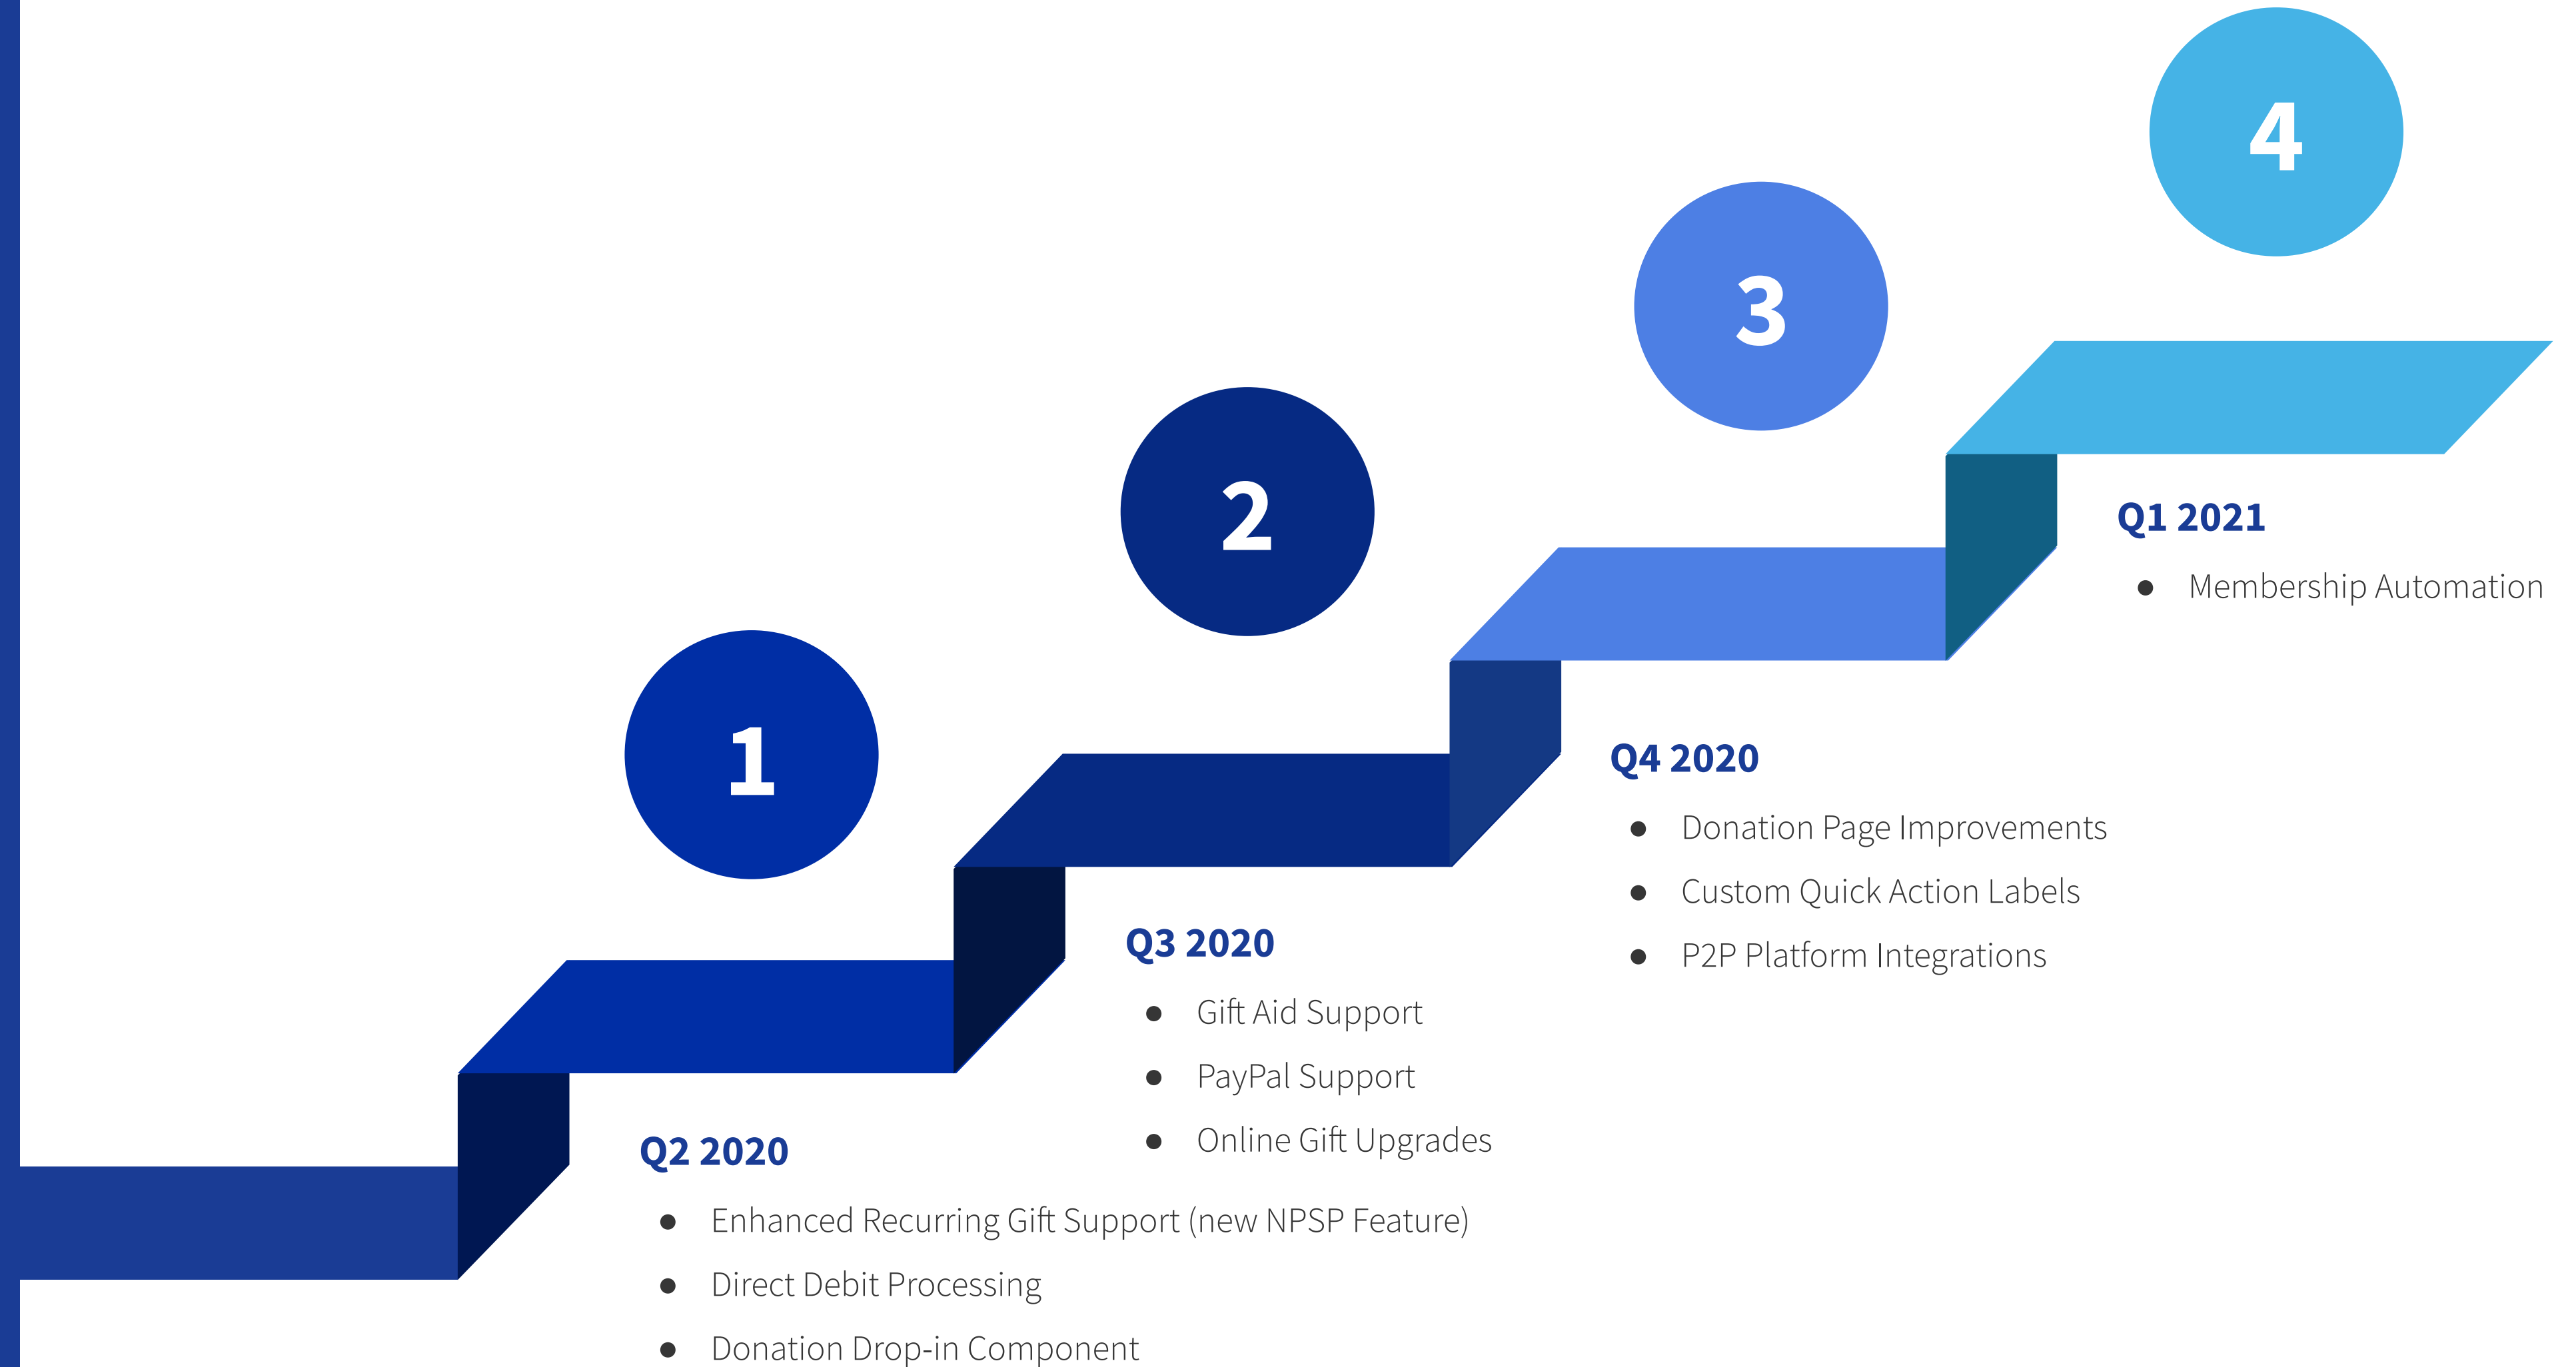 1
Q2 2020
● Enhanced Recurring Gift Support (new NPSP Feature)
● Direct Debit Processing
● Donation Drop-in Component
2
Q3 2020
● Gift Aid Support
● PayPal Support
● Online Gift Upgrades
3
Q4 2020
● Donation Page Improvements
● Custom Quick Action Labels
● P2P Platform Integrations
4
Q1 2021
● Membership Automation